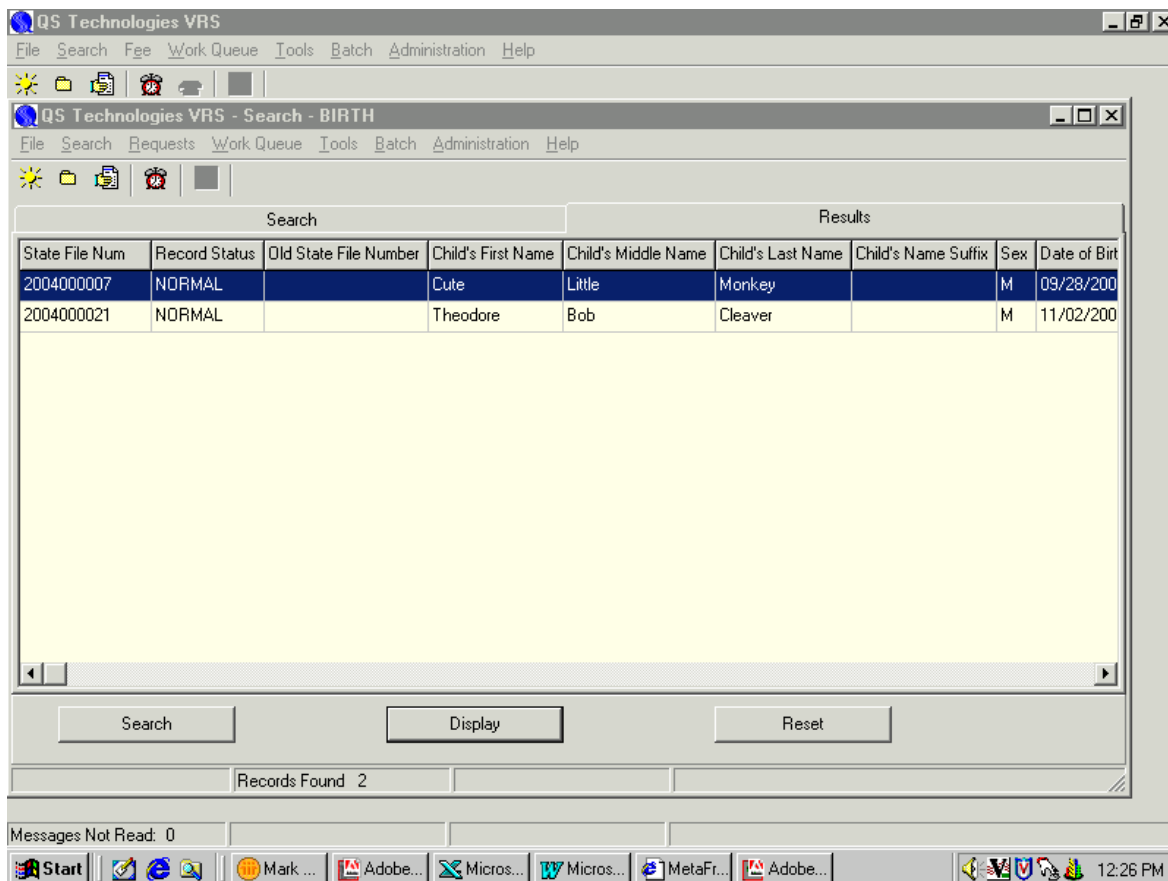 QS Technologies VRS
File Search Fee Work Queue Tools Batch Administration Help
QS Technologies VRS - Search - BIRTH
File Search Requests Work Queue Tools Batch Administration Help
Search Results
State File Num Record Status Old State File Number Child's First Name Child's Middle Name Child's Last Name Child's Name Suffix Sex Date of Birt
2004000007 NORMAL Cute Little Monkey M 09/28/200
2004000021 NORMAL Theodore Bob Cleaver M 11/02/200
Search Display Reset
Records Found 2
Messages Not Read: 0
Start Mark ... Adobe... Micros... Micros... MetaFr... Adobe... 12:26 PM